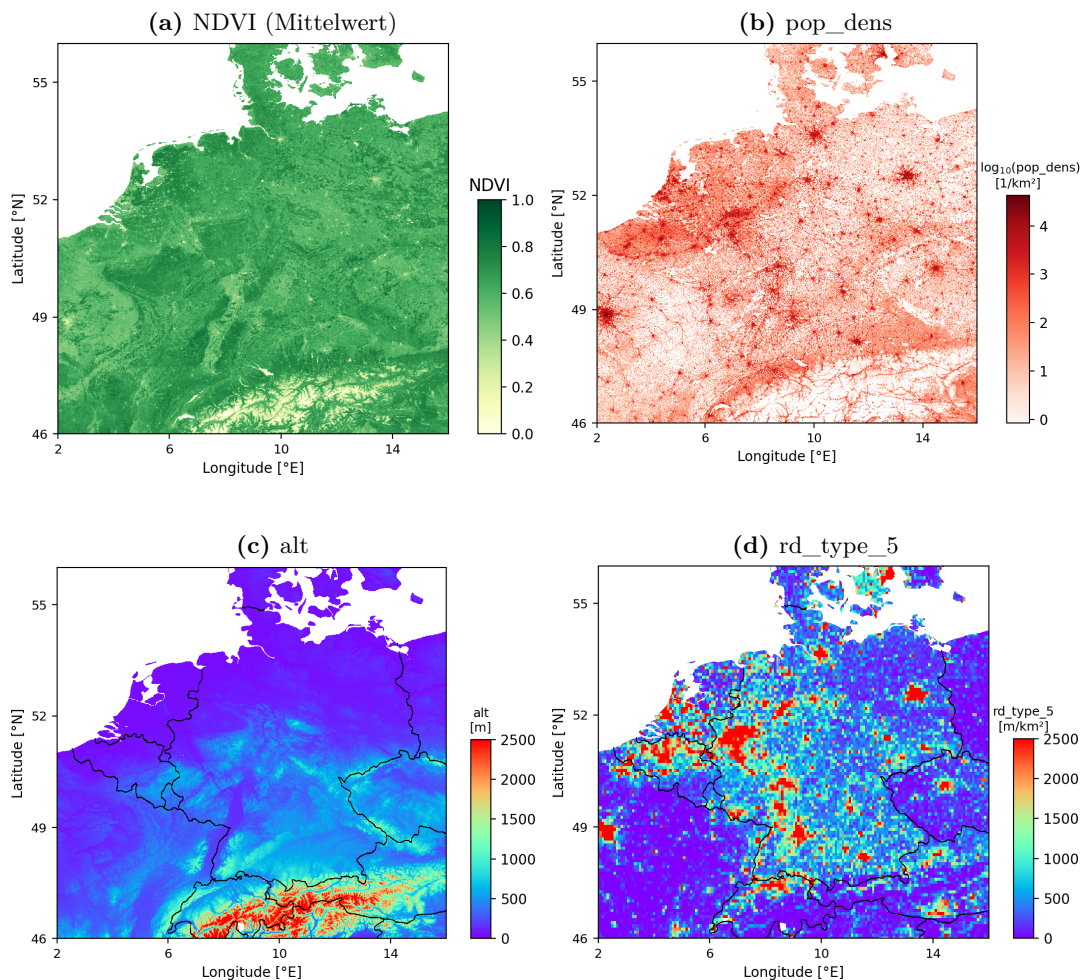 (a) NDVI (Mittelwert)
55
52
49
46
2
6
10
14
Latitude [°N]
Longitude [°E]
NDVI
1.0
0.8
0.6
0.4
0.2
0.0
(b) pop_dens
55
52
49
46
2
6
10
14
Latitude [°N]
Longitude [°E]
log₁₀(pop_dens)
[1/km²]
4
3
2
1
0
(c) alt
55
52
49
46
2
6
10
14
Latitude [°N]
Longitude [°E]
alt
[m]
2500
2000
1500
1000
500
0
(d) rd_type_5
55
52
49
46
2
6
10
14
Latitude [°N]
Longitude [°E]
rd_type_5
[m/km²]
2500
2000
1500
1000
500
0